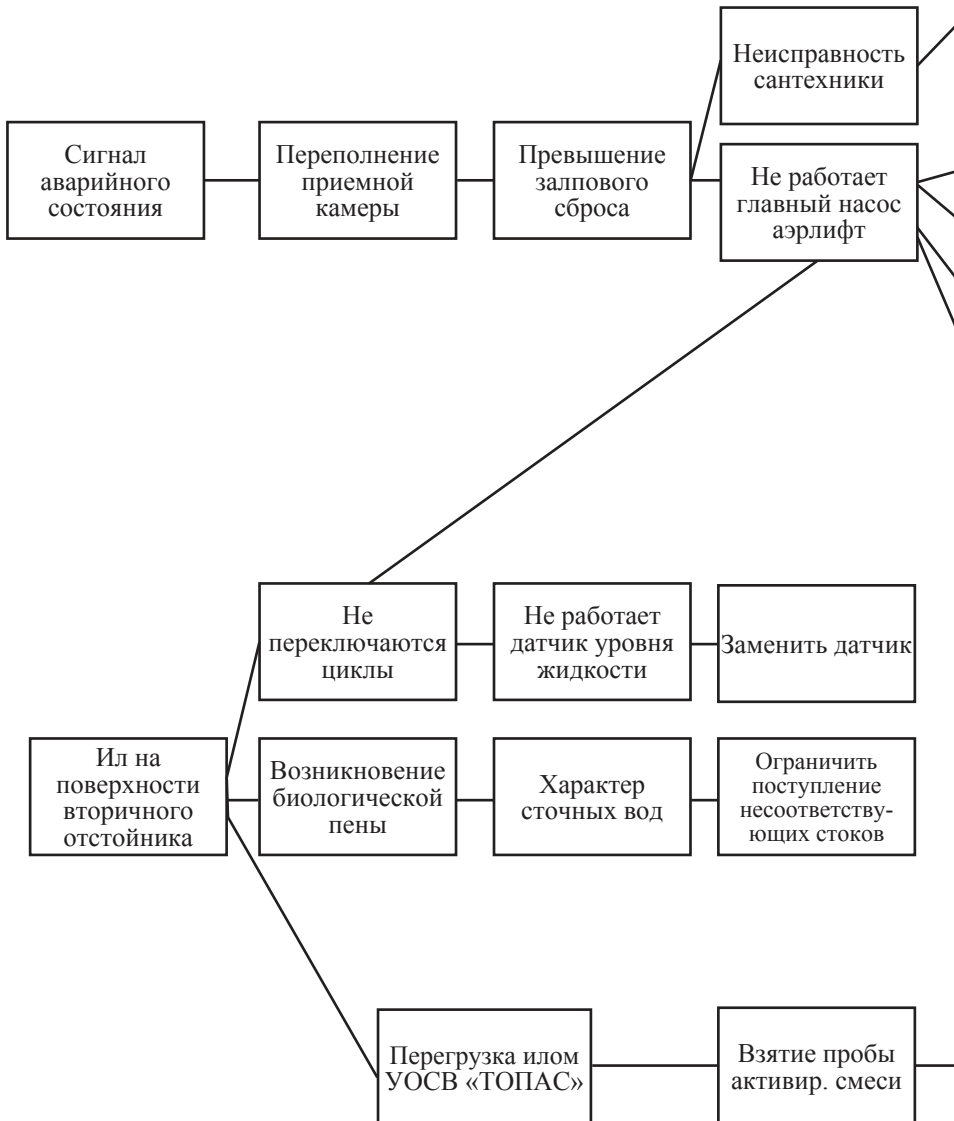 Неисправность
сантехники
Сигнал
аварийного
состояния
Переполнение
приемной
камеры
Превышение
залпового
сброса
Не работает
главный насос
аэрлифт
Не
переключаются
циклы
Не работает
датчик уровня
жидкости
Заменить датчик
Ил на
поверхности
вторичного
отстойника
Возникновение
биологической
пены
Характер
сточных вод
Ограничить
поступление
несоответству-
ющих стоков
Перегрузка илом
УОСВ «ТОПАС»
Взятие пробы
активир. смеси